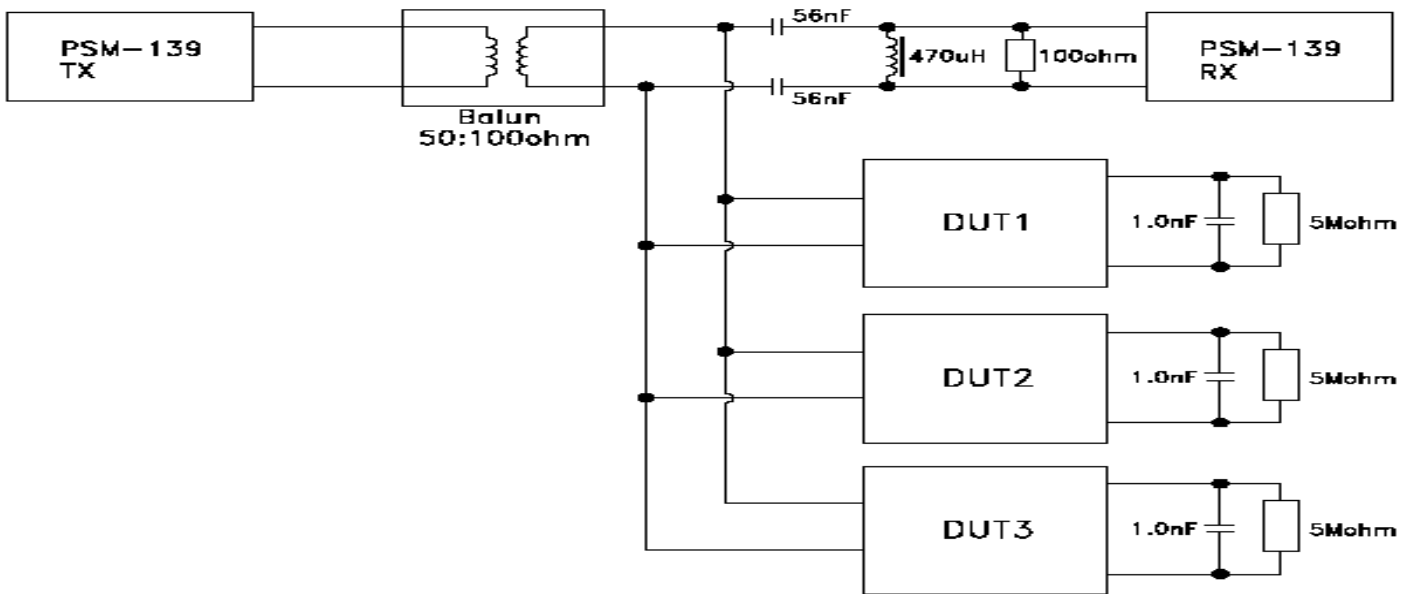 PSM-139
TX
Balun
50:100ohm
56nF
56nF
470uH
100ohm
PSM-139
RX
DUT1
1.0nF
5Mohm
DUT2
1.0nF
5Mohm
DUT3
1.0nF
5Mohm